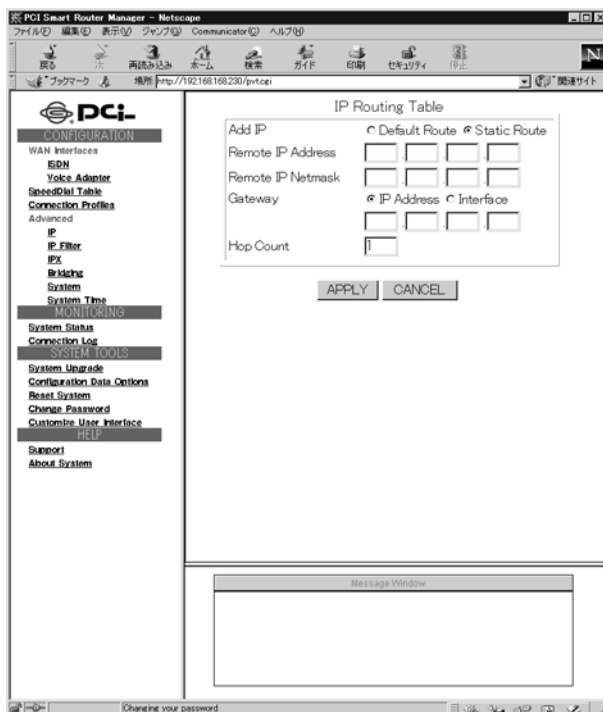 PCI Smart Router Manager - Netscape
ファイル(F) 編集(E) 表示(V) ジャンプ(G) Communicator(C) ヘルプ(H)
戻る 次 再読み込み ホーム 検索 ガイド 印刷 セキュリティ 停止
N
ブックマーク 場所: http://192.168.168.230/pvt.cgi 関連サイト
PCi
CONFIGURATION
WAN Interfaces
ISDN
Voice Adapter
SpeedDial Table
Connection Profiles
Advanced
IP
IP Filter
IPX
Bridging
System
System Time
MONITORING
System Status
Connection Log
SYSTEM TOOLS
System Upgrade
Configuration Data Options
Reset System
Change Password
Customize User Interface
HELP
Support
About System
IP Routing Table
Add IP Default Route Static Route
Remote IP Address . . .
Remote IP Netmask . . .
Gateway IP Address Interface
. . .
Hop Count 1
APPLY CANCEL
Message Window
Changing your password